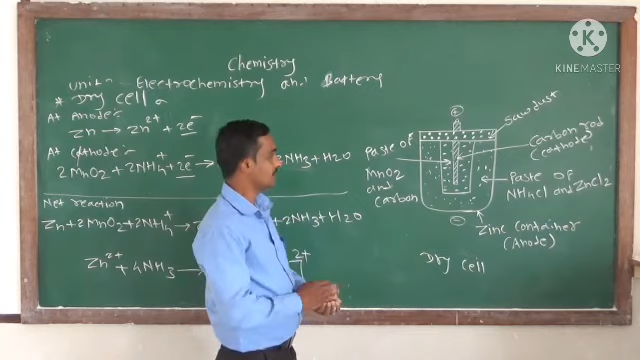 Chemistry
Unit:- Electrochemistry and Battery
* Dry cell :-
At Anode:-
Zn → Zn²⁺ + 2e⁻
At Cathode:-
2MnO2 + 2NH4⁺ + 2e⁻ → 2NH3 + H2O
Net reaction
Zn + 2MnO2 + 2NH4⁺ → + 2NH3 + H2O
Zn²⁺ + 4NH3 → 2+
+
Saw dust
Carbon rod
(cathode)
Paste of
MnO2
and carbon
Paste of
NH4Cl and ZnCl2
−
Zinc container
(Anode)
Dry cell
K
KINEMASTER